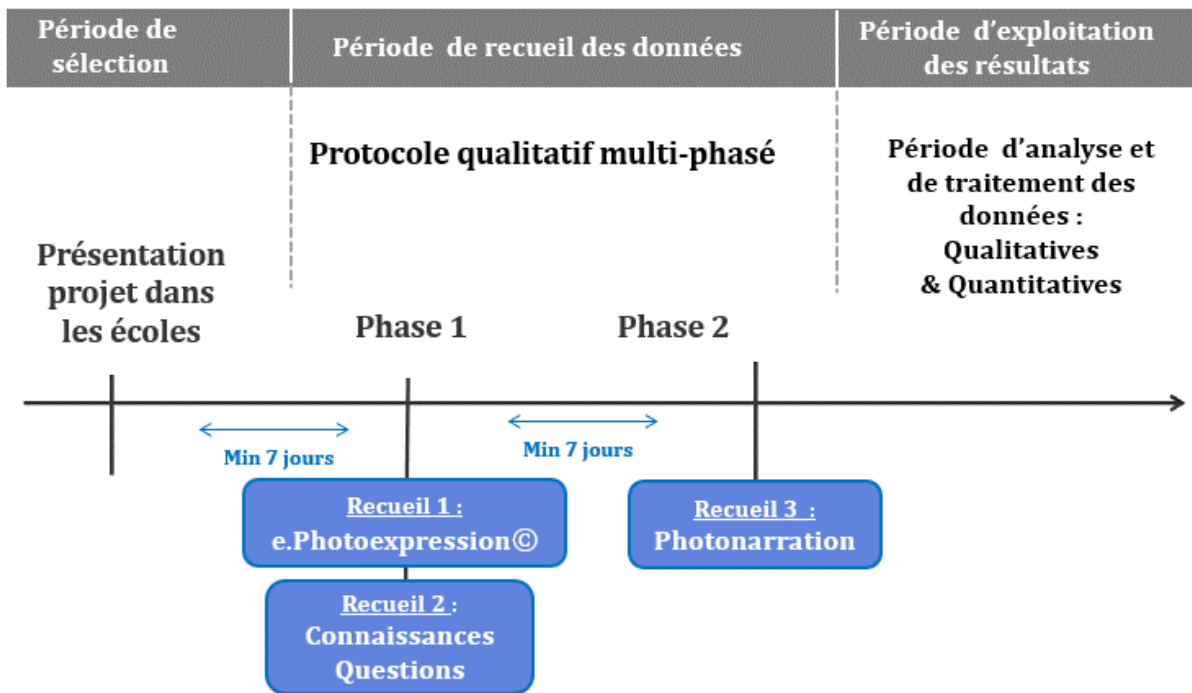 Période de
sélection
Période  de recueil des données
Période  d’exploitation
des résultats
Protocole qualitatif multi-phasé
Période  d’analyse et
de traitement des
données :
Qualitatives
& Quantitatives
Présentation
projet dans
les écoles
Phase 1
Phase 2
Min 7 jours
Min 7 jours
Recueil 1 :
e.Photoexpression©
Recueil 2 :
Connaissances
Questions
Recueil 3  :
Photonarration